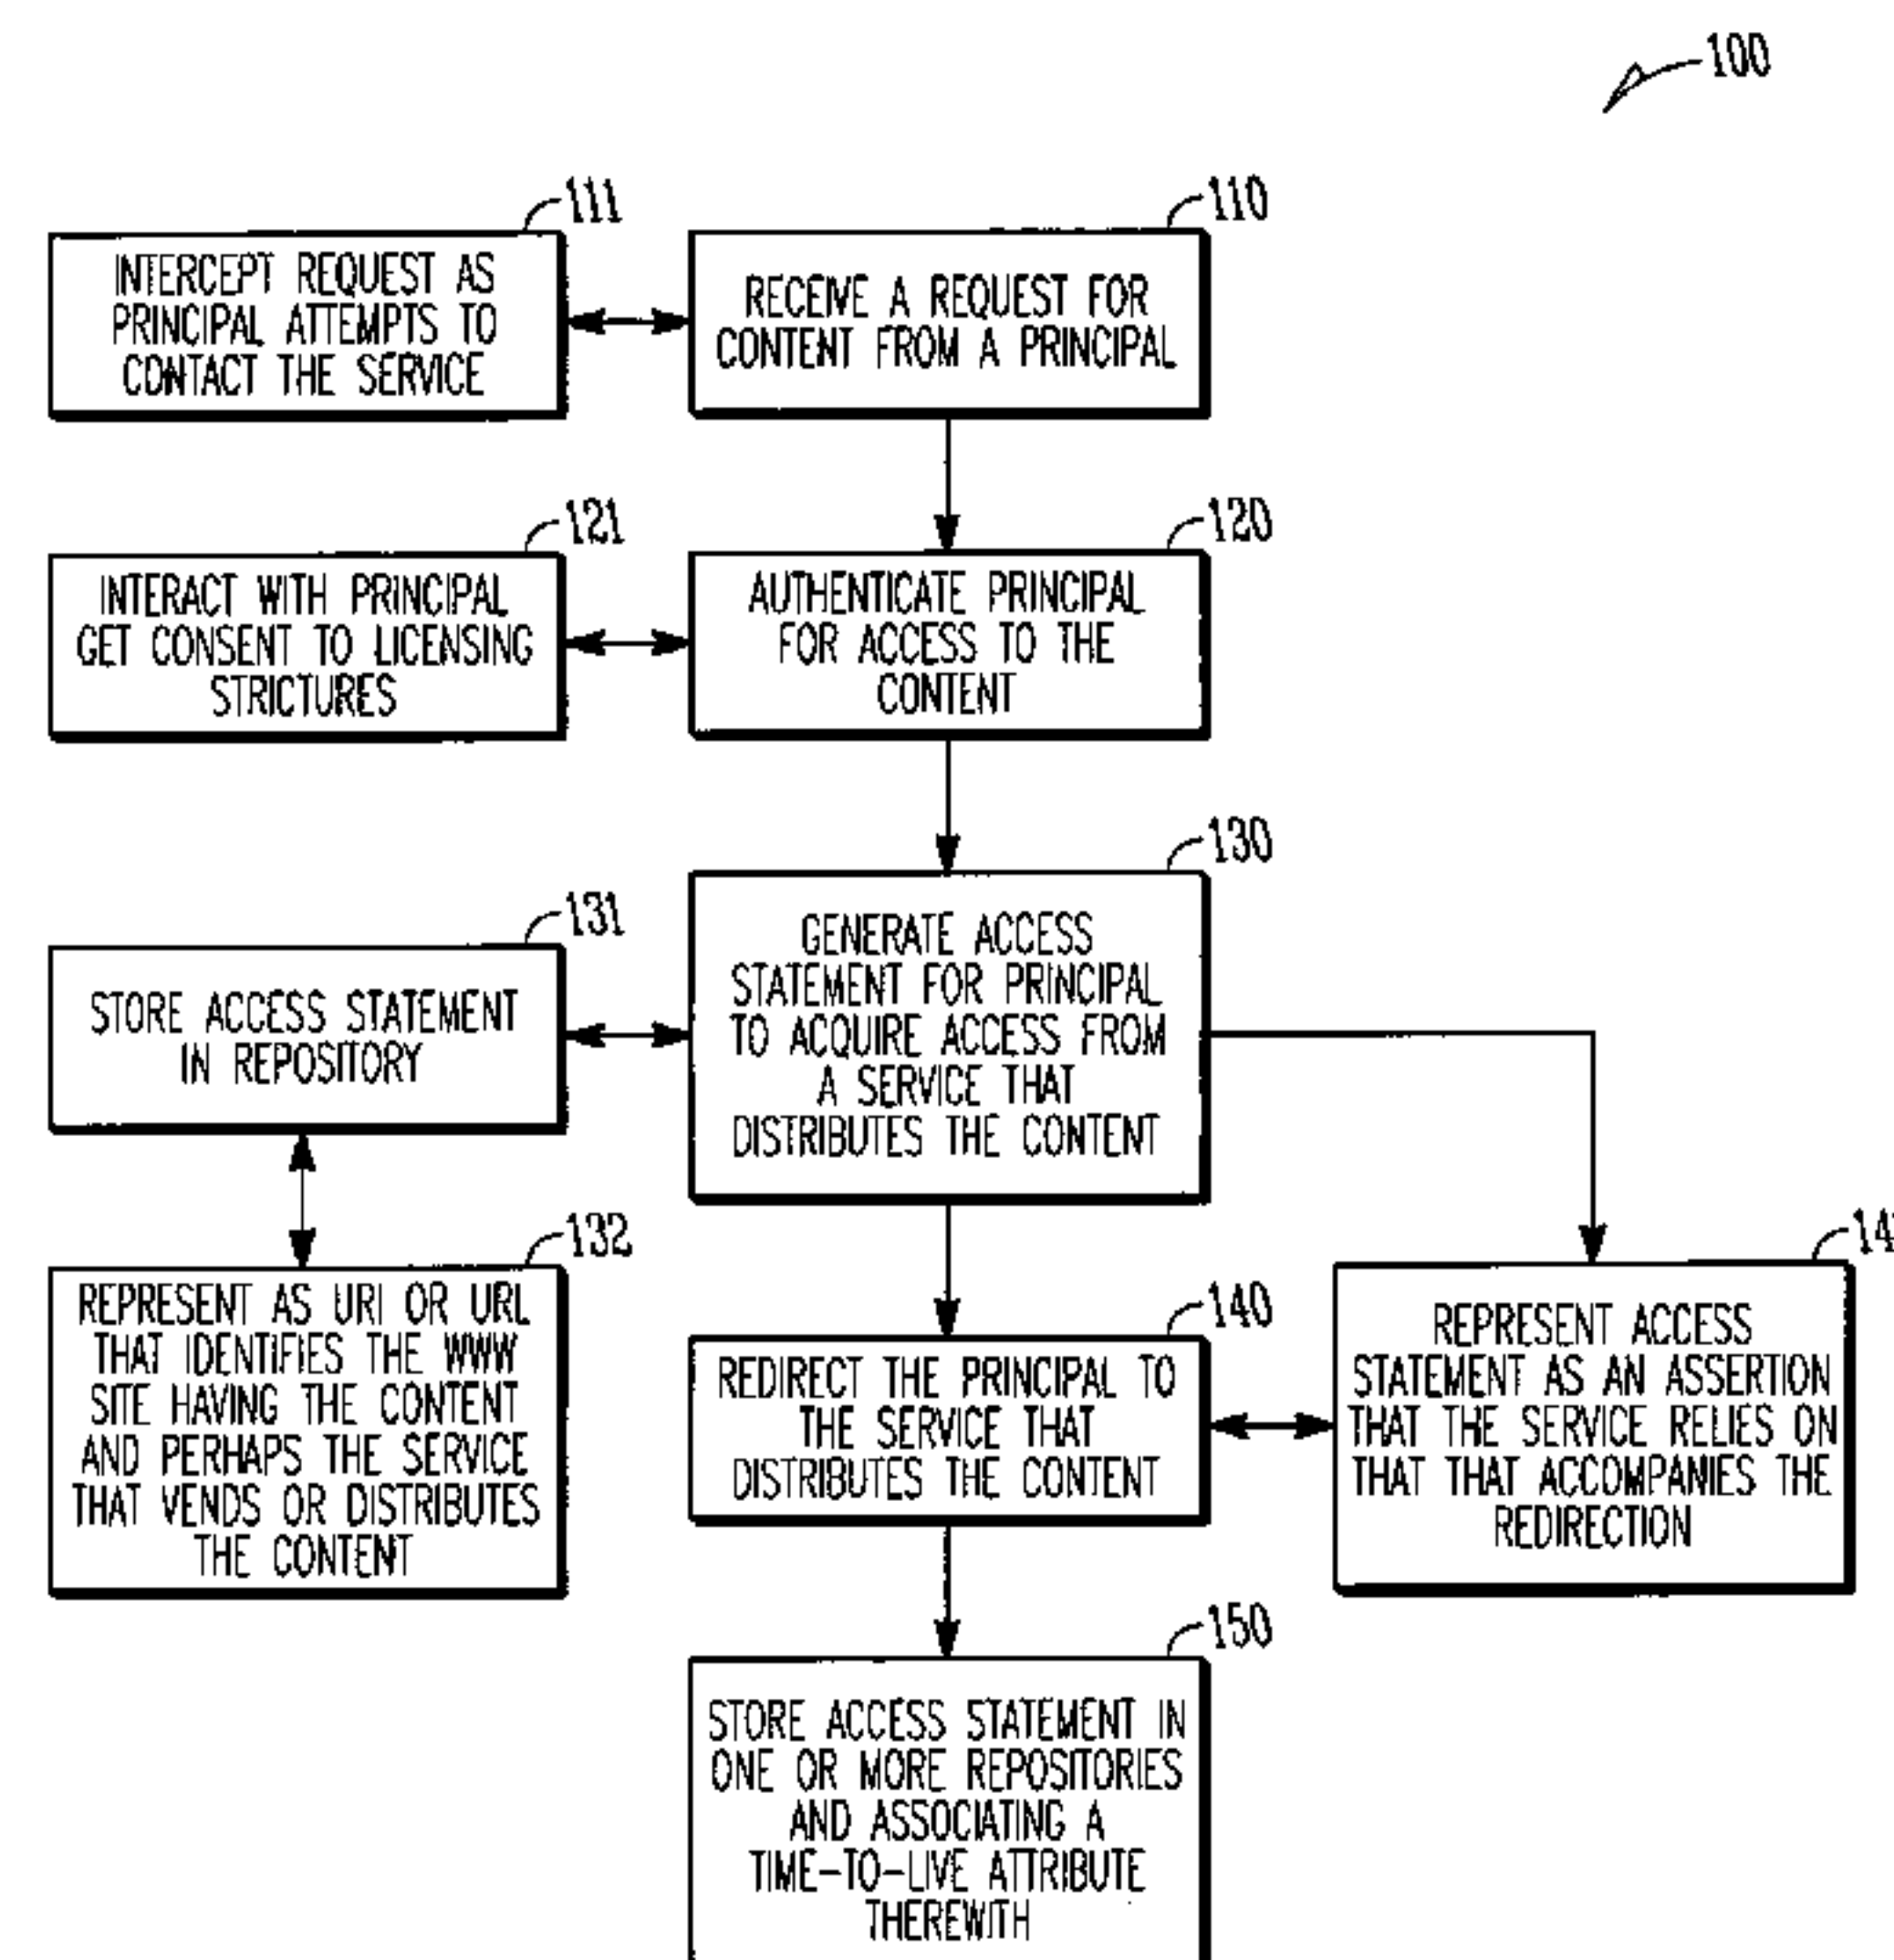 100
111
INTERCEPT REQUEST AS
PRINCIPAL ATTEMPTS TO
CONTACT THE SERVICE
110
RECEIVE A REQUEST FOR
CONTENT FROM A PRINCIPAL
121
INTERACT WITH PRINCIPAL
GET CONSENT TO LICENSING
STRICTURES
120
AUTHENTICATE PRINCIPAL
FOR ACCESS TO THE
CONTENT
131
STORE ACCESS STATEMENT
IN REPOSITORY
130
GENERATE ACCESS
STATEMENT FOR PRINCIPAL
TO ACQUIRE ACCESS FROM
A SERVICE THAT
DISTRIBUTES THE CONTENT
132
REPRESENT AS URI OR URL
THAT IDENTIFIES THE WWW
SITE HAVING THE CONTENT
AND PERHAPS THE SERVICE
THAT VENDS OR DISTRIBUTES
THE CONTENT
140
REDIRECT THE PRINCIPAL TO
THE SERVICE THAT
DISTRIBUTES THE CONTENT
REPRESENT ACCESS
STATEMENT AS AN ASSERTION
THAT THE SERVICE RELIES ON
THAT THAT ACCOMPANIES THE
REDIRECTION
150
STORE ACCESS STATEMENT IN
ONE OR MORE REPOSITORIES
AND ASSOCIATING A
TIME-TO-LIVE ATTRIBUTE
THEREWITH